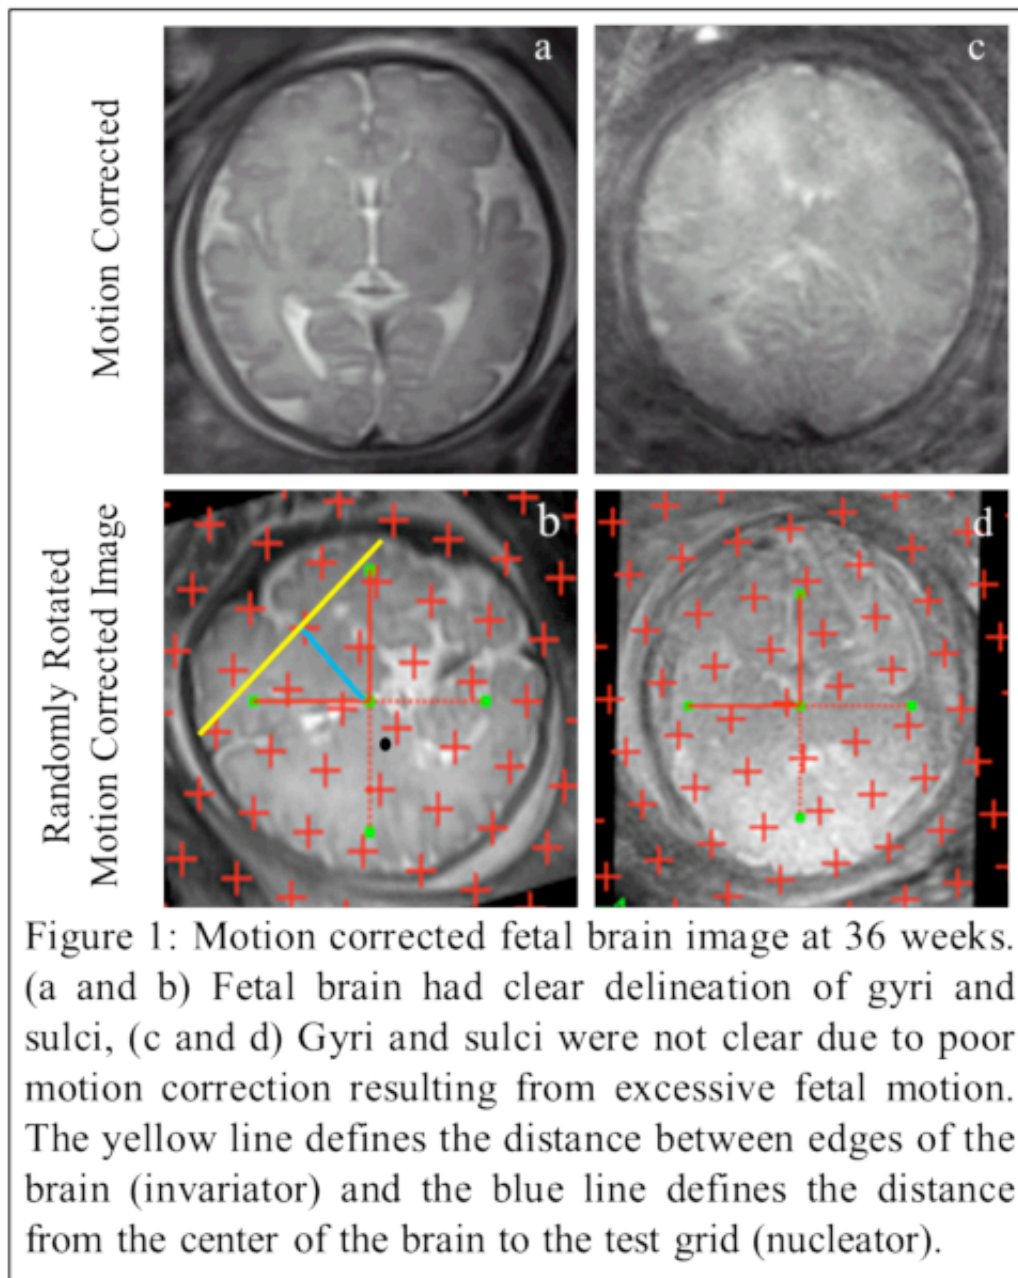 a
c
Motion Corrected
b
d
Randomly Rotated
Motion Corrected Image
Figure 1: Motion corrected fetal brain image at 36 weeks.
(a and b) Fetal brain had clear delineation of gyri and
sulci, (c and d) Gyri and sulci were not clear due to poor
motion correction resulting from excessive fetal motion.
The yellow line defines the distance between edges of the
brain (invariator) and the blue line defines the distance
from the center of the brain to the test grid (nucleator).